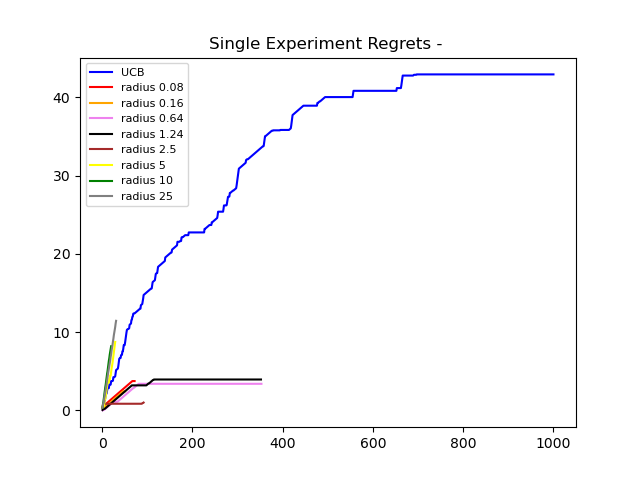 Single Experiment Regrets -
UCB
radius 0.08
radius 0.16
radius 0.64
radius 1.24
radius 2.5
radius 5
radius 10
radius 25
40
30
20
10
0
0 200 400 600 800 1000